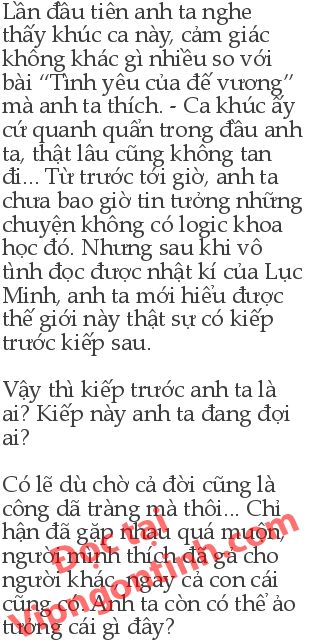 Lần đầu tiên anh ta nghe
thấy khúc ca này, cảm giác
không khác gì nhiều so với
bài “Tình yêu của đế vương”
mà anh ta thích. - Ca khúc ấy
cứ quanh quẩn trong đầu anh
ta, thật lâu cũng không tan
đi... Từ trước tới giờ, anh ta
chưa bao giờ tin tưởng những
chuyện không có logic khoa
học đó. Nhưng sau khi vô
tình đọc được nhật kí của Lục
Minh, anh ta mới hiểu được
thế giới này thật sự có kiếp
trước kiếp sau.
Vậy thì kiếp trước anh ta là
ai? Kiếp này anh ta đang đợi
ai?
Có lẽ dù chờ cả đời cũng là
công dã tràng mà thôi... Chỉ
hận đã gặp nhau quá muộn,
người mình thích đã gả cho
người khác, ngay cả con cái
cũng có. Anh ta còn có thể ảo
tưởng cái gì đây?
Đọc tại
Vipngontinh.com